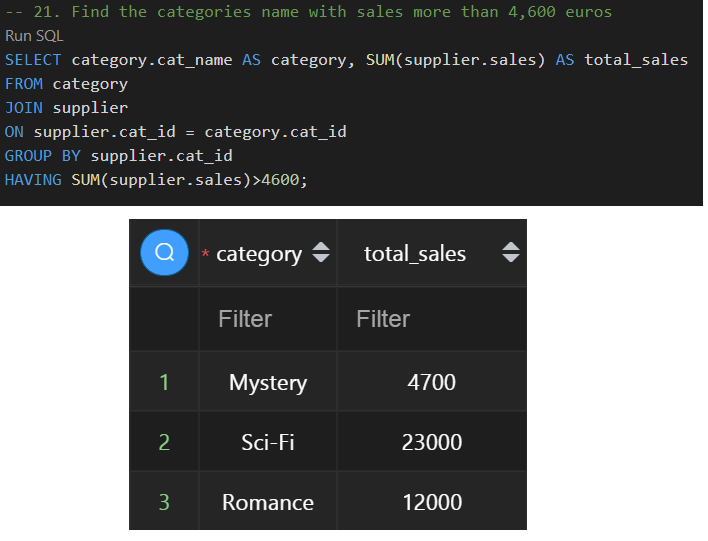 -- 21. Find the categories name with sales more than 4,600 euros
Run SQL
SELECT category.cat_name AS category, SUM(supplier.sales) AS total_sales
FROM category
JOIN supplier
ON supplier.cat_id = category.cat_id
GROUP BY supplier.cat_id
HAVING SUM(supplier.sales)>4600;
* category total_sales
Filter Filter
1 Mystery 4700
2 Sci-Fi 23000
3 Romance 12000